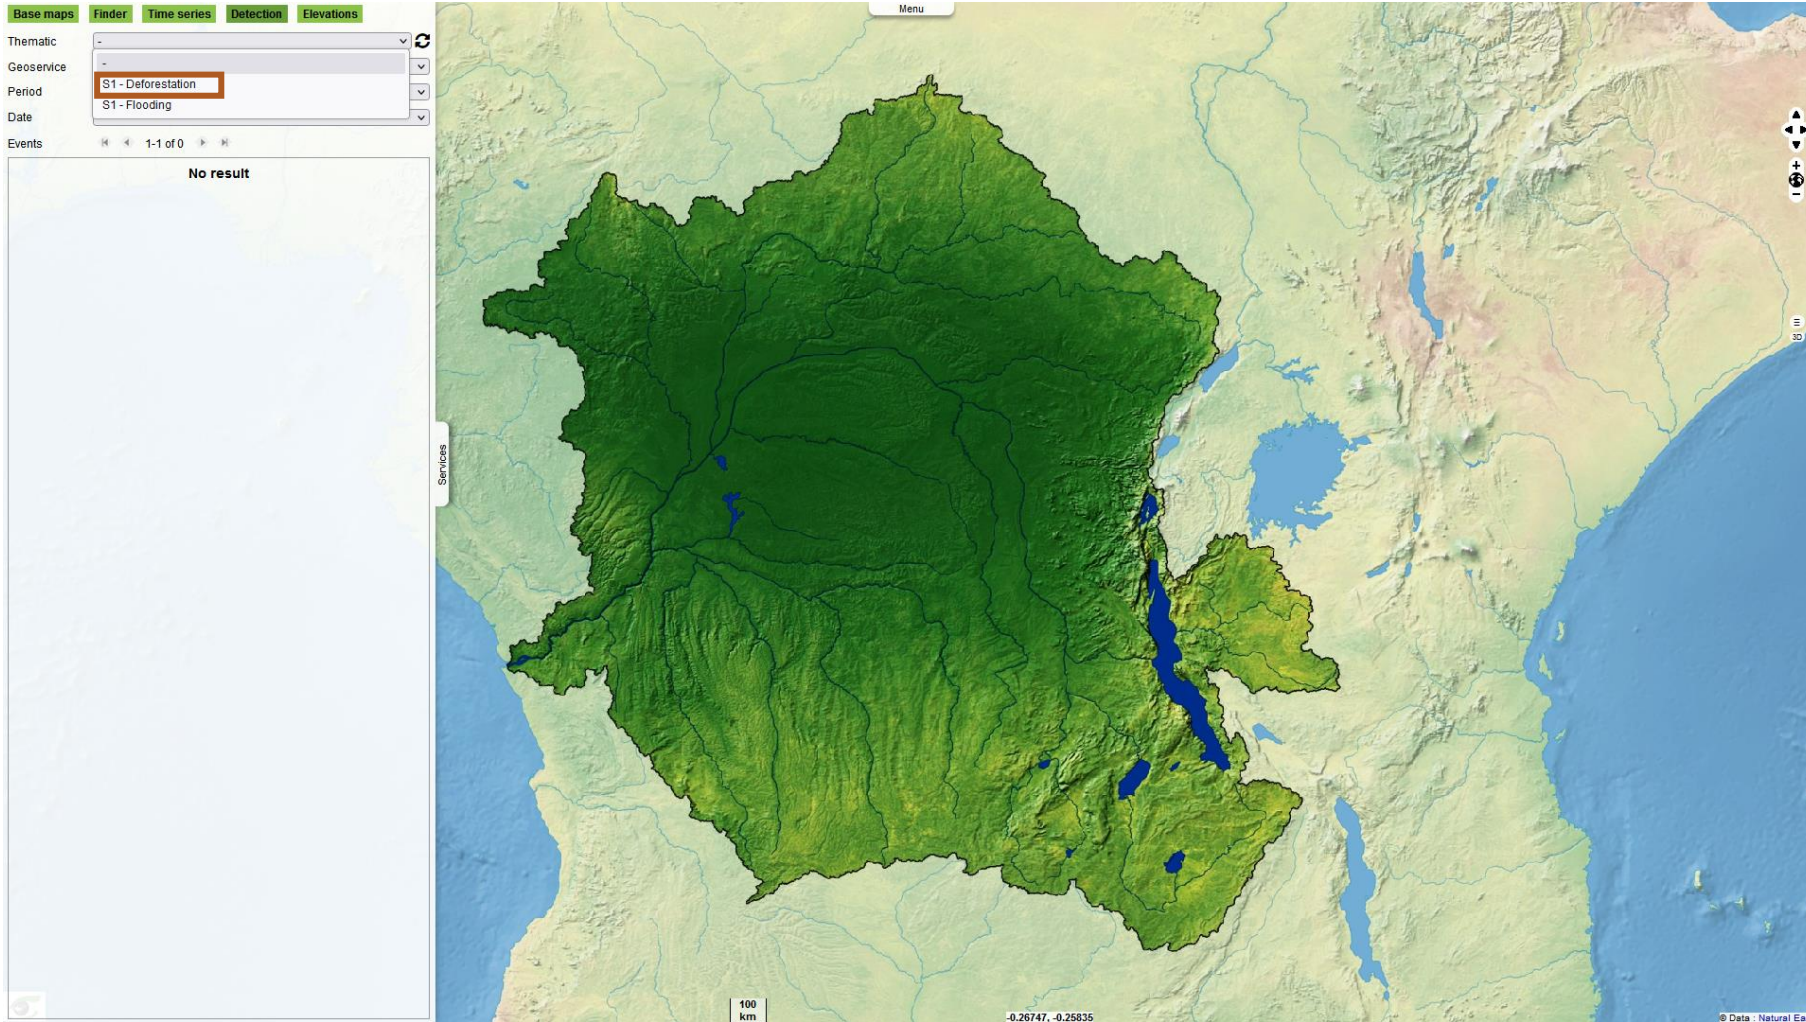 Base maps Finder Time series Detection Elevations
Menu
Thematic -
-
Geoservice
S1 - Deforestation
Period
S1 - Flooding
Date
Events 1-1 of 0
No result
Services
3D
100
km
-0.26747, -0.25835
© Data : Natural Ea